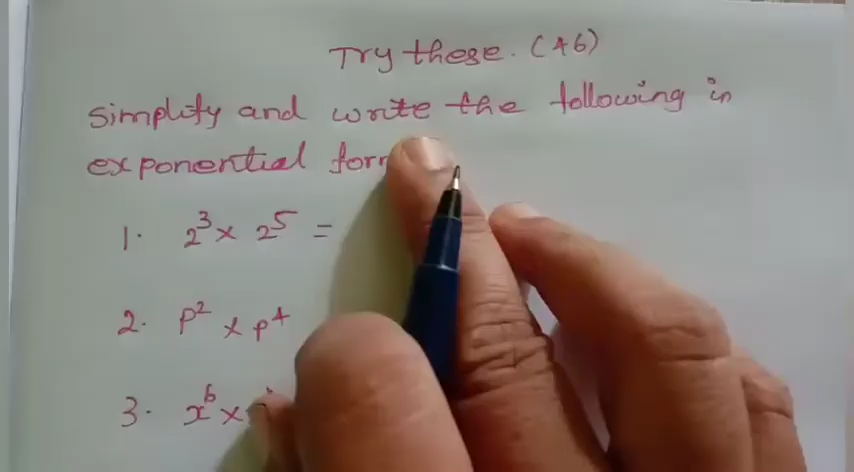 Try these. (46)
Simplify and write the following in
exponential form
1. 2³ × 2⁵ =
2. p² × p⁴
3. x⁶ ×